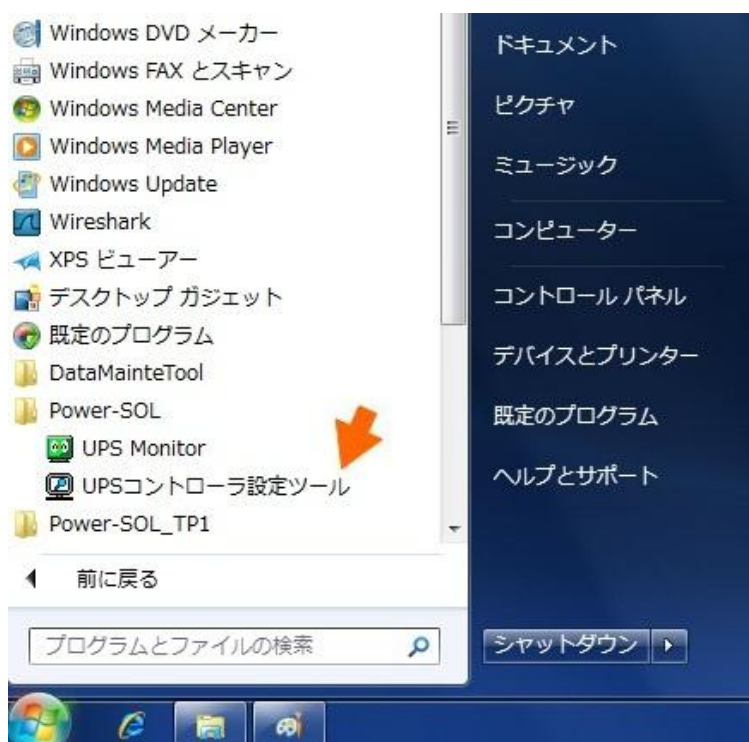 Windows DVD メーカー
Windows FAX とスキャン
Windows Media Center
Windows Media Player
Windows Update
Wireshark
XPS ビューアー
デスクトップ ガジェット
既定のプログラム
DataMainteTool
Power-SOL
UPS Monitor
UPSコントローラ設定ツール
Power-SOL_TP1
前に戻る
プログラムとファイルの検索
ドキュメント
ピクチャ
ミュージック
コンピューター
コントロール パネル
デバイスとプリンター
既定のプログラム
ヘルプとサポート
シャットダウン